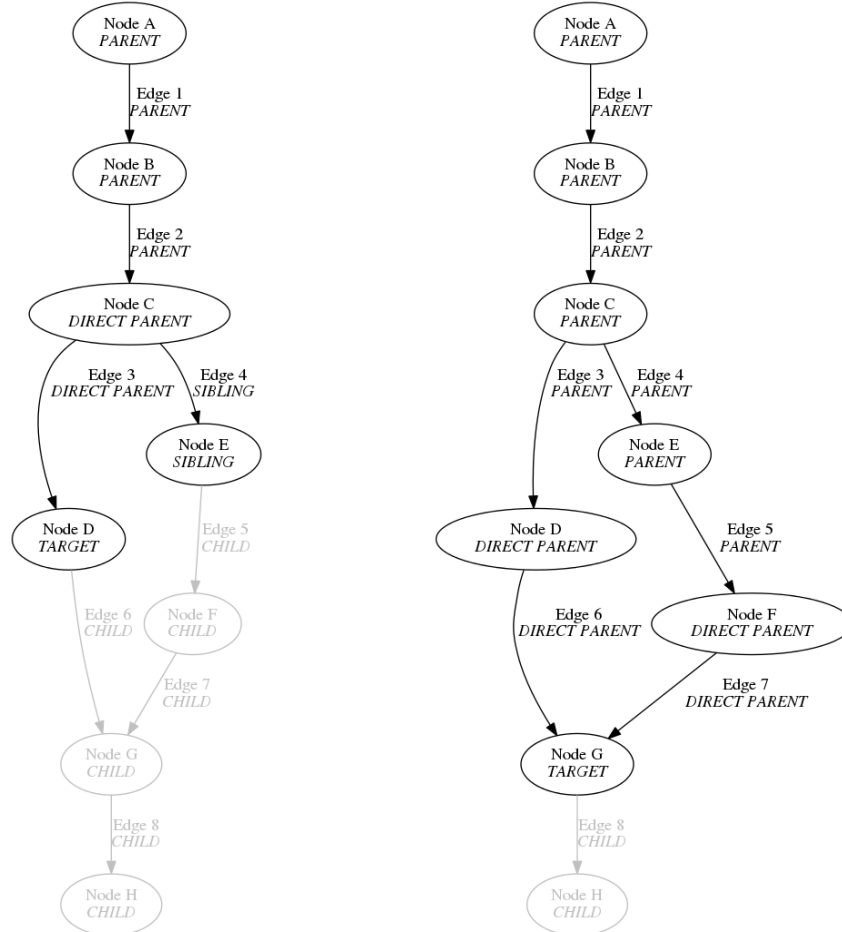 Node A
PARENT
Edge 1
PARENT
Node B
PARENT
Edge 2
PARENT
Node C
DIRECT PARENT
Edge 3
DIRECT PARENT
Edge 4
SIBLING
Node E
SIBLING
Node D
TARGET
Edge 5
CHILD
Edge 6
CHILD
Node F
CHILD
Edge 7
CHILD
Node G
CHILD
Edge 8
CHILD
Node H
CHILD
Node A
PARENT
Edge 1
PARENT
Node B
PARENT
Edge 2
PARENT
Node C
PARENT
Edge 3
PARENT
Edge 4
PARENT
Node E
PARENT
Node D
DIRECT PARENT
Edge 5
PARENT
Edge 6
DIRECT PARENT
Node F
DIRECT PARENT
Edge 7
DIRECT PARENT
Node G
TARGET
Edge 8
CHILD
Node H
CHILD